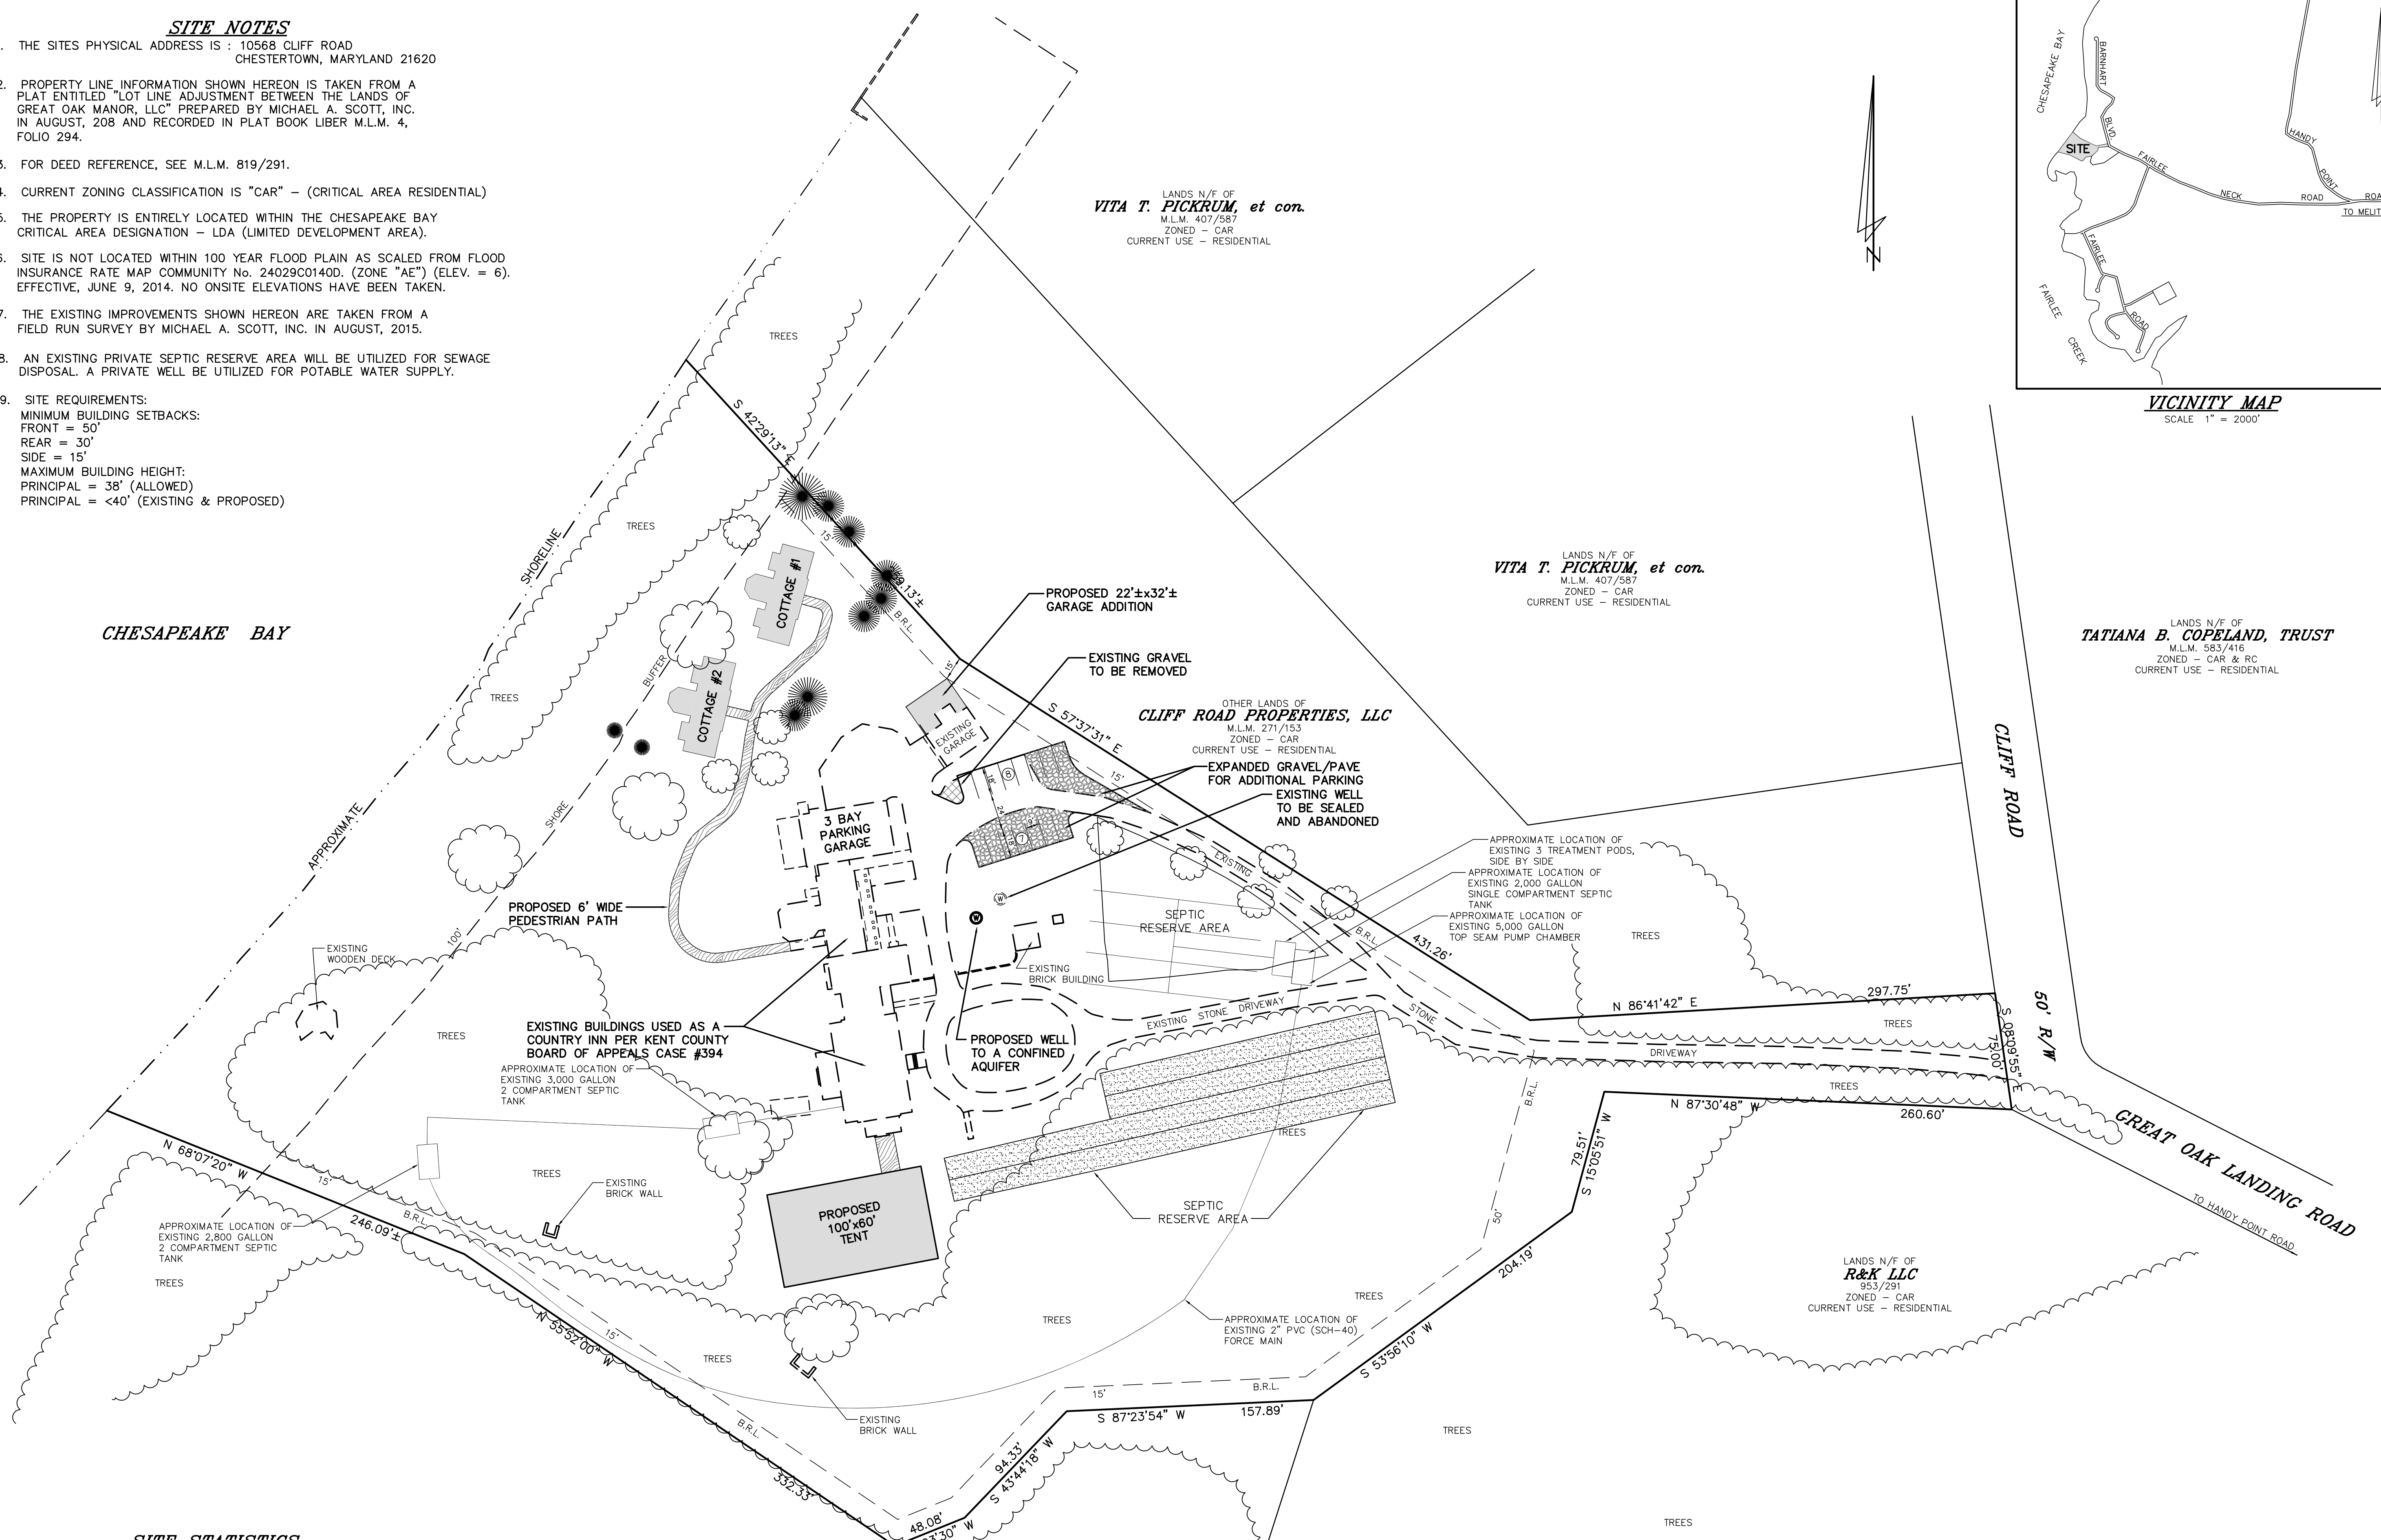 SITE NOTES
. THE SITES PHYSICAL ADDRESS IS : 10568 CLIFF ROAD
CHESTERTOWN, MARYLAND 21620
2. PROPERTY LINE INFORMATION SHOWN HEREON IS TAKEN FROM A
PLAT ENTITLED "LOT LINE ADJUSTMENT BETWEEN THE LANDS OF
GREAT OAK MANOR, LLC" PREPARED BY MICHAEL A. SCOTT, INC.
IN AUGUST, 208 AND RECORDED IN PLAT BOOK LIBER M.L.M. 4,
FOLIO 294.
3. FOR DEED REFERENCE, SEE M.L.M. 819/291.
4. CURRENT ZONING CLASSIFICATION IS "CAR" – (CRITICAL AREA RESIDENTIAL)
5. THE PROPERTY IS ENTIRELY LOCATED WITHIN THE CHESAPEAKE BAY
CRITICAL AREA DESIGNATION – LDA (LIMITED DEVELOPMENT AREA).
6. SITE IS NOT LOCATED WITHIN 100 YEAR FLOOD PLAIN AS SCALED FROM FLOOD
INSURANCE RATE MAP COMMUNITY No. 24029C0140D. (ZONE "AE") (ELEV. = 6).
EFFECTIVE, JUNE 9, 2014. NO ONSITE ELEVATIONS HAVE BEEN TAKEN.
7. THE EXISTING IMPROVEMENTS SHOWN HEREON ARE TAKEN FROM A
FIELD RUN SURVEY BY MICHAEL A. SCOTT, INC. IN AUGUST, 2015.
8. AN EXISTING PRIVATE SEPTIC RESERVE AREA WILL BE UTILIZED FOR SEWAGE
DISPOSAL. A PRIVATE WELL BE UTILIZED FOR POTABLE WATER SUPPLY.
9. SITE REQUIREMENTS:
MINIMUM BUILDING SETBACKS:
FRONT = 50'
REAR = 30'
SIDE = 15'
MAXIMUM BUILDING HEIGHT:
PRINCIPAL = 38' (ALLOWED)
PRINCIPAL = <40' (EXISTING & PROPOSED)
CHESAPEAKE BAY
BARNHART
BLVD
SITE
FAIRLEE
NECK
ROAD
HANDY
POINT
TO MELIT
FAIRLEE
ROAD
FAIRLEE
CREEK
VICINITY MAP
SCALE 1" = 2000'
N
LANDS N/F OF
VITA T. PICKRUM, et con.
M.L.M. 407/587
ZONED – CAR
CURRENT USE – RESIDENTIAL
LANDS N/F OF
VITA T. PICKRUM, et con.
M.L.M. 407/587
ZONED – CAR
CURRENT USE – RESIDENTIAL
LANDS N/F OF
TATIANA B. COPELAND, TRUST
M.L.M. 583/416
ZONED – CAR & RC
CURRENT USE – RESIDENTIAL
TREES
S 42°29'13" E
TREES
TREES
SHORELINE
APPROXIMATE
CHESAPEAKE BAY
15'
B.R.L.
COTTAGE #1
COTTAGE #2
BUFFER
SHORE
100'
PROPOSED 22'±x32'±
GARAGE ADDITION
EXISTING GRAVEL
TO BE REMOVED
15'
EXISTING
GARAGE
S 57°37'31" E
15'
OTHER LANDS OF
CLIFF ROAD PROPERTIES, LLC
M.L.M. 271/153
ZONED – CAR
CURRENT USE – RESIDENTIAL
EXPANDED GRAVEL/PAVE
FOR ADDITIONAL PARKING
EXISTING WELL
TO BE SEALED
AND ABANDONED
8
18'
24'
9'
18'
7
3 BAY
PARKING
GARAGE
CLIFF ROAD
50' R/W
APPROXIMATE LOCATION OF
EXISTING 3 TREATMENT PODS,
SIDE BY SIDE
APPROXIMATE LOCATION OF
EXISTING 2,000 GALLON
SINGLE COMPARTMENT SEPTIC
TANK
APPROXIMATE LOCATION OF
EXISTING 5,000 GALLON
TOP SEAM PUMP CHAMBER
EXISTING
W
W
SEPTIC
RESERVE AREA
B.R.L.
431.26'
TREES
PROPOSED 6' WIDE
PEDESTRIAN PATH
EXISTING
WOODEN DECK
EXISTING
BRICK BUILDING
EXISTING STONE DRIVEWAY
STONE
DRIVEWAY
N 86°41'42" E
297.75'
TREES
S 08°09'55" E
75.00'
EXISTING BUILDINGS USED AS A
COUNTRY INN PER KENT COUNTY
BOARD OF APPEALS CASE #394
PROPOSED WELL
TO A CONFINED
AQUIFER
TREES
APPROXIMATE LOCATION OF
EXISTING 3,000 GALLON
2 COMPARTMENT SEPTIC
TANK
TREES
N 87°30'48" W
260.60'
B.R.L.
79.51'
S 15°05'51" W
GREAT OAK LANDING ROAD
TO HANDY POINT ROAD
N 68°07'20" W
15'
TREES
EXISTING
BRICK WALL
TREES
SEPTIC
RESERVE AREA
50'
PROPOSED
100'x60'
TENT
246.09'±
B.R.L.
APPROXIMATE LOCATION OF
EXISTING 2,800 GALLON
2 COMPARTMENT SEPTIC
TANK
TREES
204.19'
S 53°56'10" W
LANDS N/F OF
R&K LLC
953/291
ZONED – CAR
CURRENT USE – RESIDENTIAL
TREES
TREES
APPROXIMATE LOCATION OF
EXISTING 2" PVC (SCH-40)
FORCE MAIN
N 55°52'00" W
15'
TREES
EXISTING
BRICK WALL
B.R.L.
332.33'
15'
B.R.L.
S 87°23'54" W
157.89'
94.33'
S 43°44'18" W
48.08'
TREES
TREES
SITE STATISTICS